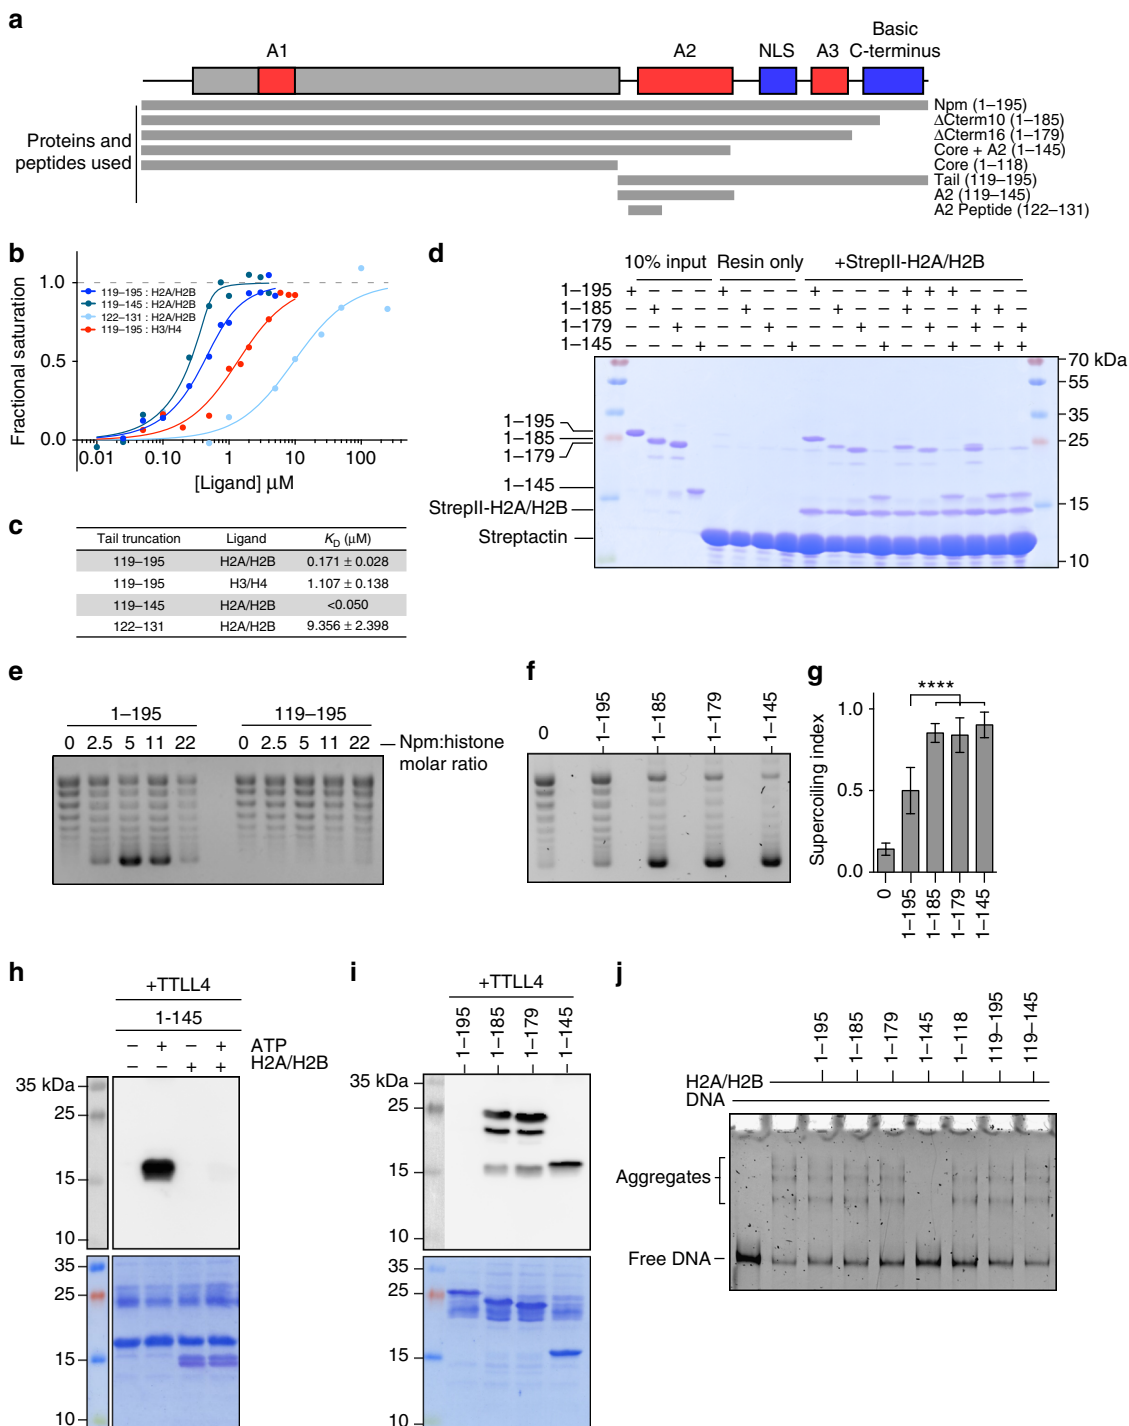 a
Basic
A1 A2 NLS A3 C-terminus
Proteins and
peptides used
Npm (1–195)
ΔCterm10 (1–185)
ΔCterm16 (1–179)
Core + A2 (1–145)
Core (1–118)
Tail (119–195)
A2 (119–145)
A2 Peptide (122–131)
b
Fractional saturation
1.0
0.5
0.0
119–195 : H2A/H2B
119–145 : H2A/H2B
122–131 : H2A/H2B
119–195 : H3/H4
0.01 0.10 1 10 100
[Ligand] μM
c
Tail truncation Ligand KD (μM)
119–195 H2A/H2B 0.171 ± 0.028
119–195 H3/H4 1.107 ± 0.138
119–145 H2A/H2B <0.050
122–131 H2A/H2B 9.356 ± 2.398
d
10% input Resin only +StrepII-H2A/H2B
1–195 + – – – + – – – + – – – + + + – – –
1–185 – + – – – + – – – + – – + – – + + –
1–179 – – + – – – + – – – + – – + – + – +
1–145 – – – + – – – + – – – + – – + – + +
70 kDa
55
35
25
15
10
1–195
1–185
1–179
1–145
StrepII-H2A/H2B
Streptactin
e
1–195 119–195
0 2.5 5 11 22 0 2.5 5 11 22 Npm:histone
molar ratio
f
0 1–195 1–185 1–179 1–145
g
Supercoiling index
1.0
0.5
0.0
****
0 1–195 1–185 1–179 1–145
h
+TTLL4
1-145
– + – + ATP
– – + + H2A/H2B
35 kDa
25
15
10
35
25
15
10
i
+TTLL4
1–195 1–185 1–179 1–145
35 kDa
25
15
10
35
25
15
10
j
1–195 1–185 1–179 1–145 1–118 119–195 119–145
H2A/H2B
DNA
Aggregates
Free DNA